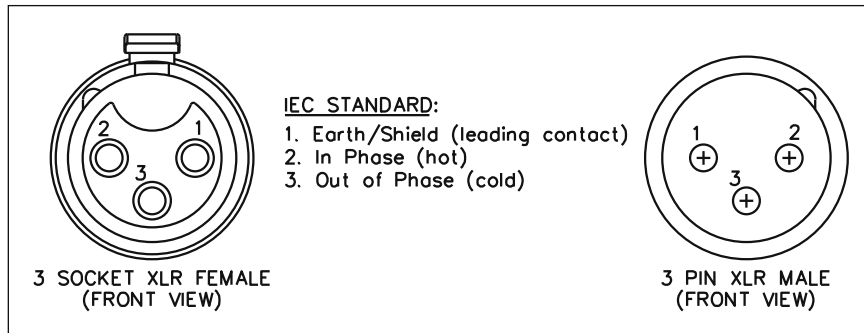 2
1
3
3 SOCKET XLR FEMALE
(FRONT VIEW)
IEC STANDARD:
1. Earth/Shield (leading contact)
2. In Phase (hot)
3. Out of Phase (cold)
1
2
3
3 PIN XLR MALE
(FRONT VIEW)